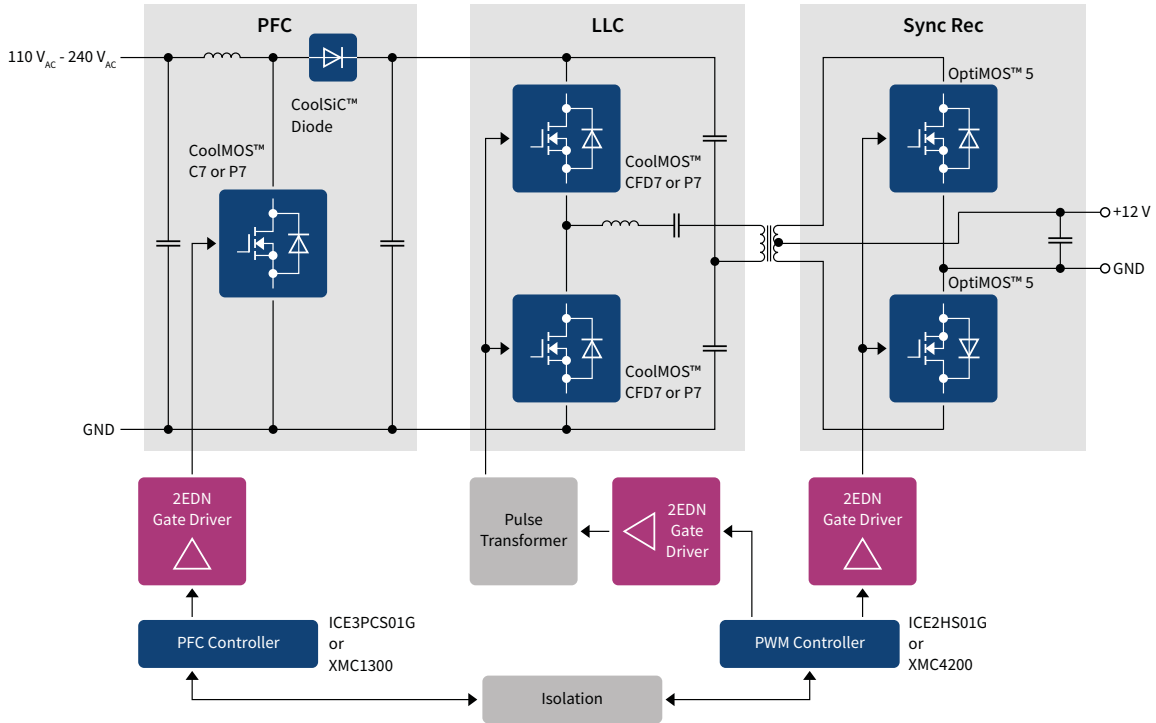 PFC
LLC
Sync Rec
110 VAC - 240 VAC
CoolSiC™
Diode
CoolMOS™
C7 or P7
CoolMOS™
CFD7 or P7
CoolMOS™
CFD7 or P7
OptiMOS™ 5
+12 V
GND
OptiMOS™ 5
GND
2EDN
Gate Driver
Pulse
Transformer
2EDN
Gate
Driver
2EDN
Gate Driver
PFC Controller
ICE3PCS01G
or
XMC1300
PWM Controller
ICE2HS01G
or
XMC4200
Isolation